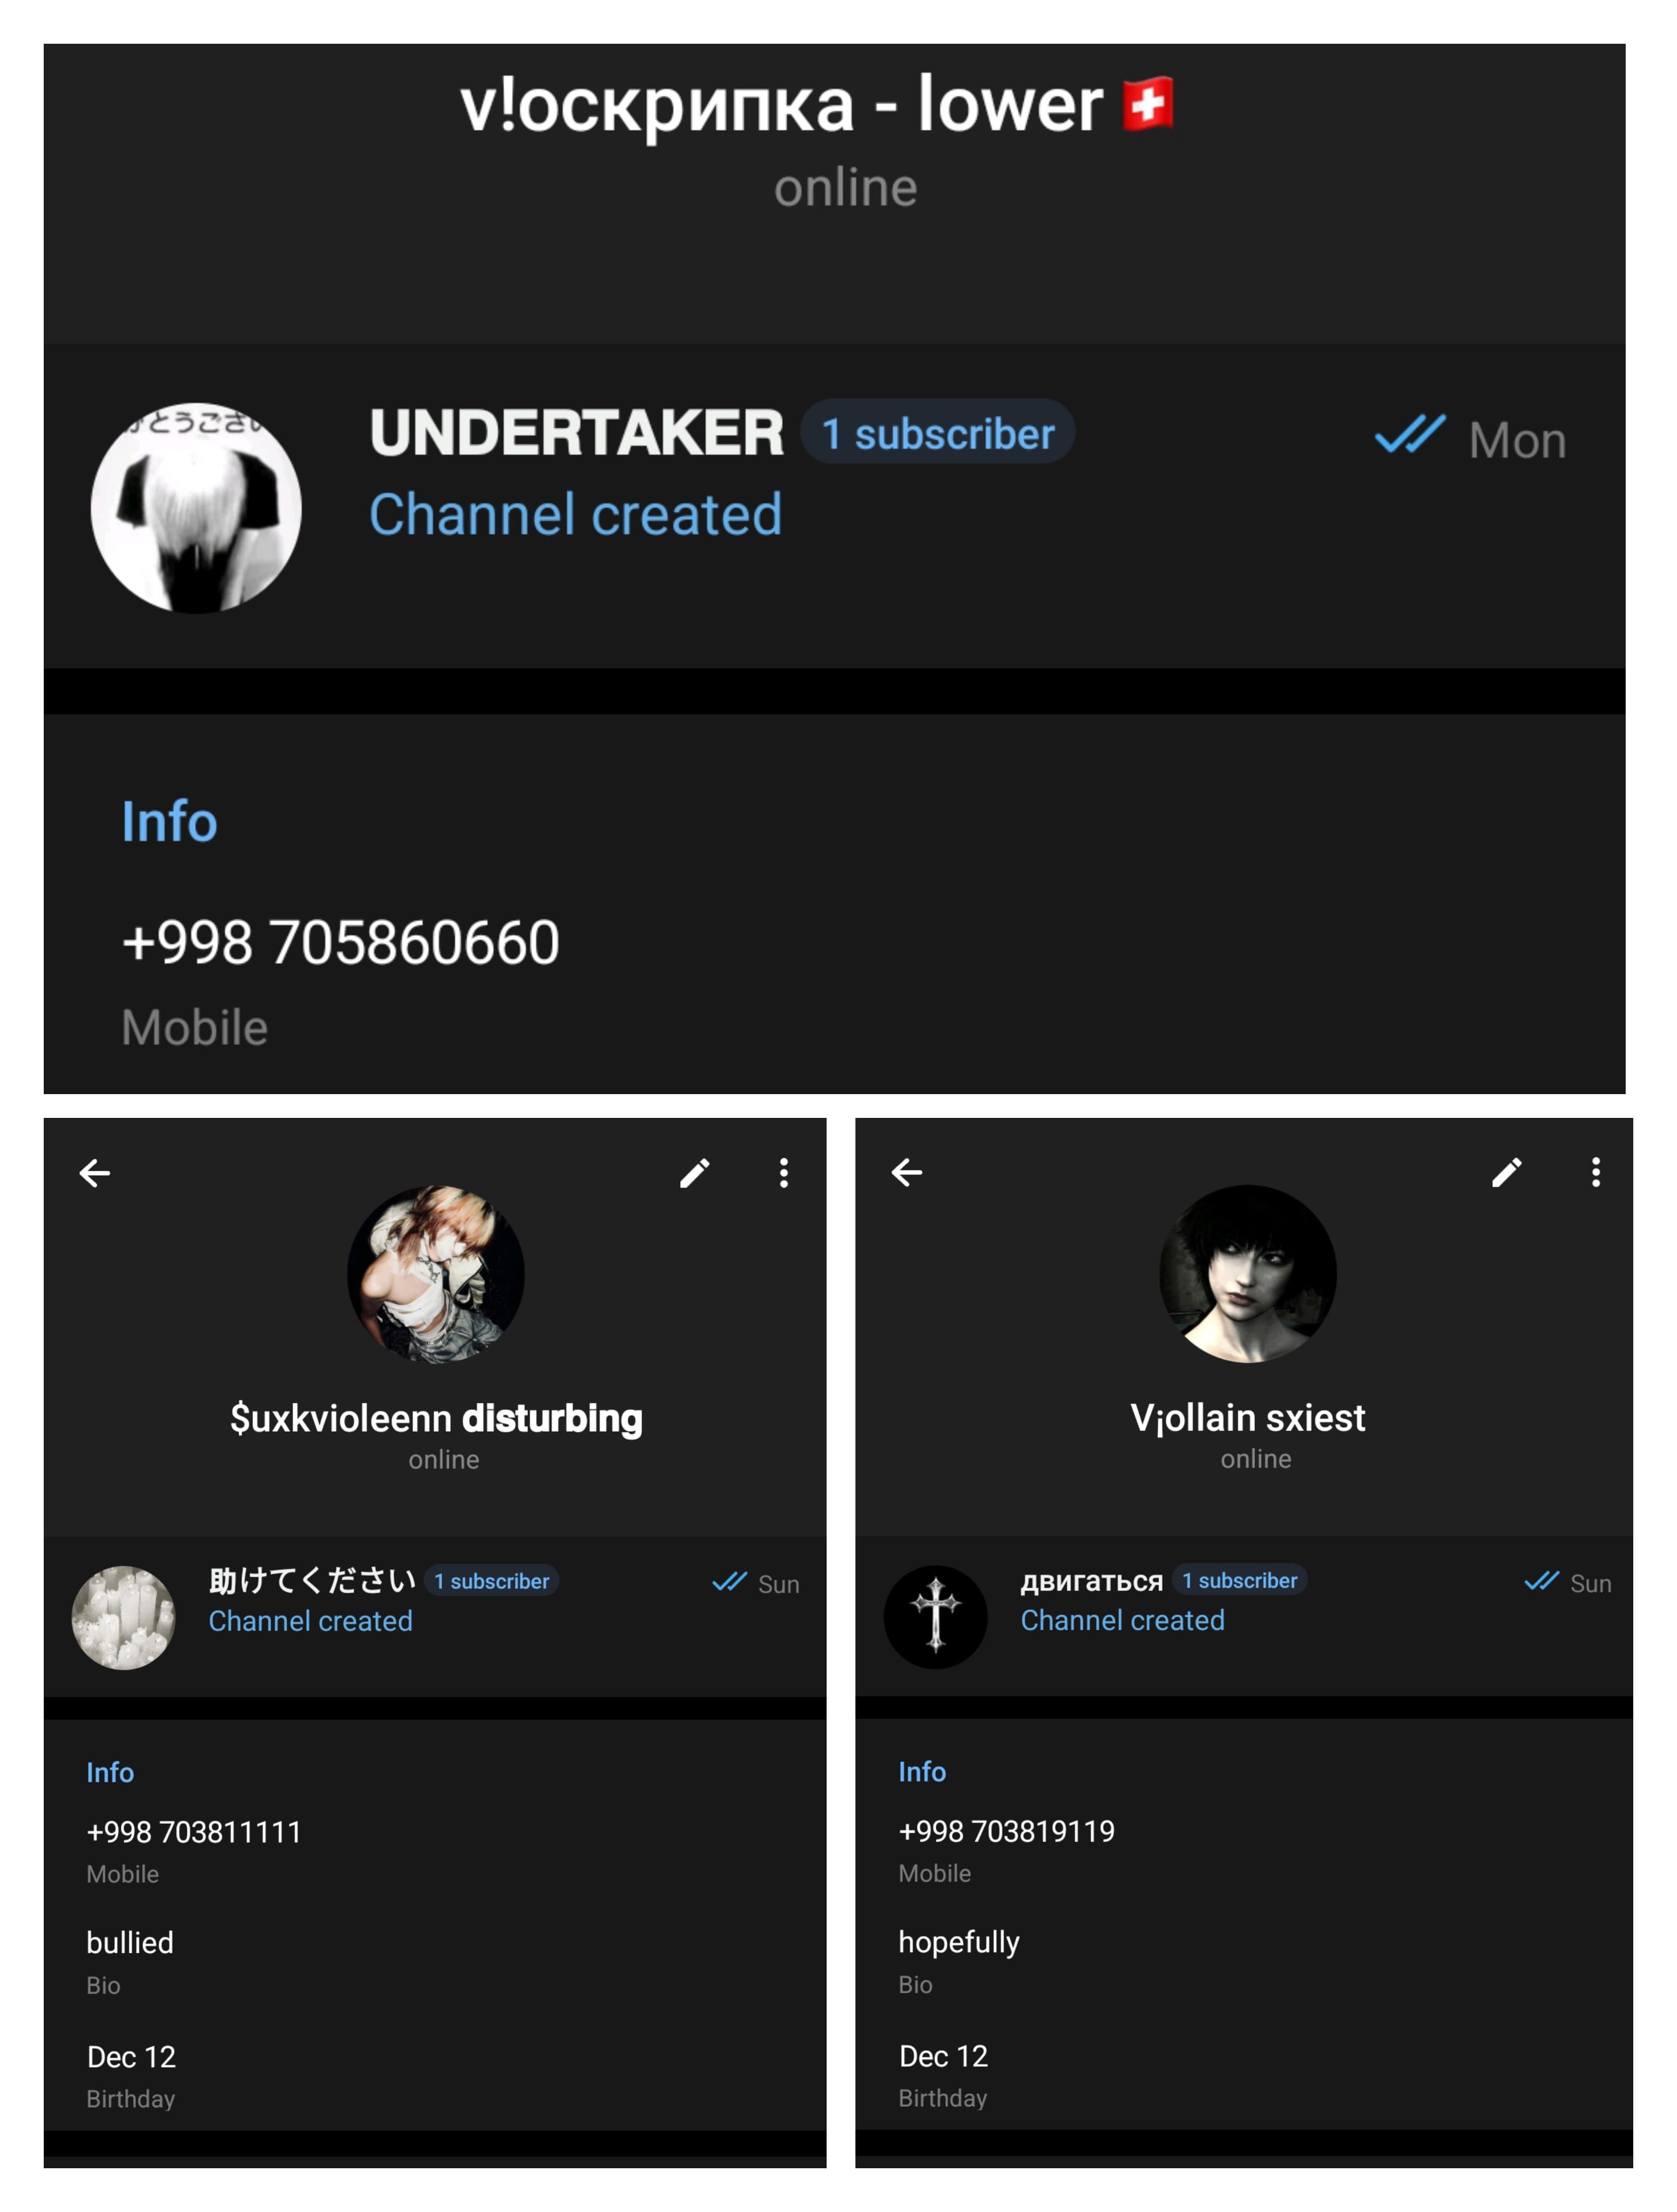 v!оскрипка - lower 🇨🇭
online
UNDERTAKER 1 subscriber Mon
Channel created
Info
+998 705860660
Mobile
$uxkvioleenn disturbing
online
助けてください 1 subscriber Sun
Channel created
Info
+998 703811111
Mobile
bullied
Bio
Dec 12
Birthday
V¡ollain sxiest
online
двигаться 1 subscriber Sun
Channel created
Info
+998 703819119
Mobile
hopefully
Bio
Dec 12
Birthday